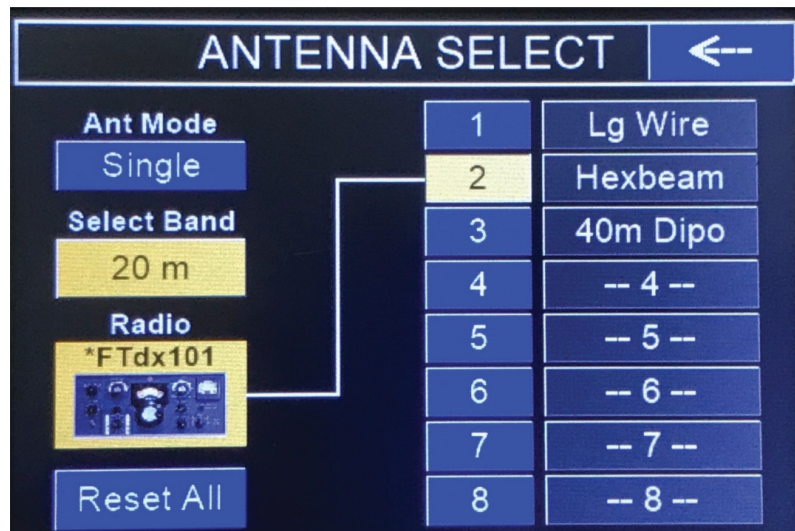 ANTENNA SELECT <--
Ant Mode
Single
Select Band
20 m
Radio
*FTdx101
Reset All
1 Lg Wire
2 Hexbeam
3 40m Dipo
4 -- 4 --
5 -- 5 --
6 -- 6 --
7 -- 7 --
8 -- 8 --